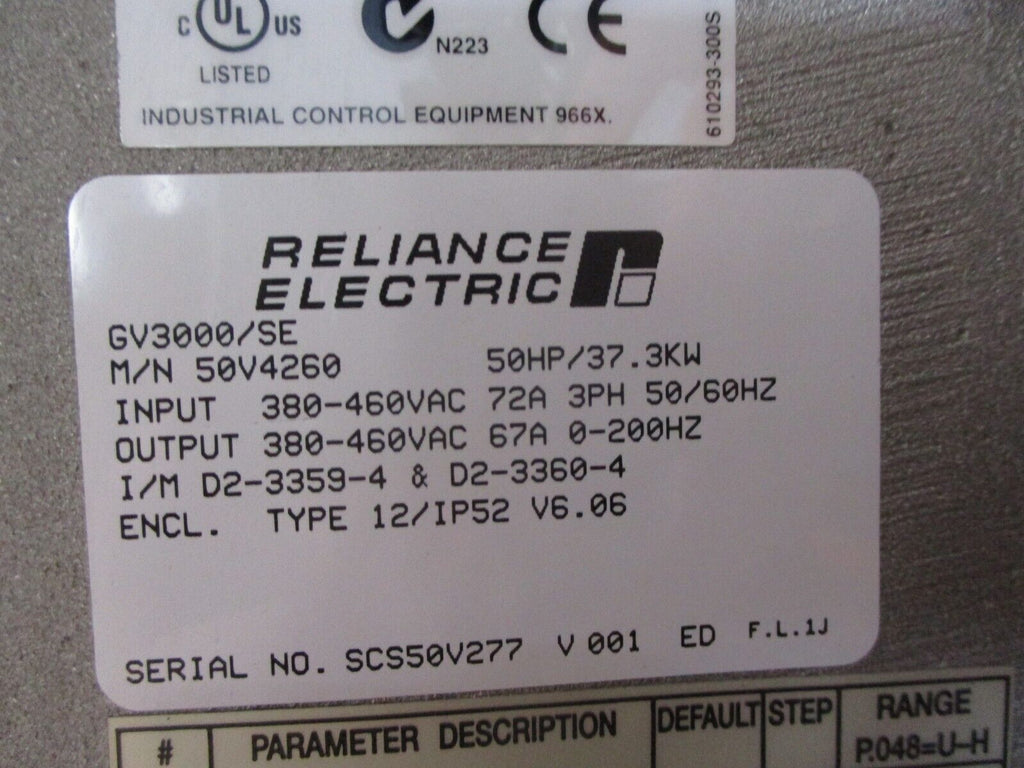 C UL US
LISTED
N223
CE
INDUSTRIAL CONTROL EQUIPMENT 966X.
610293-300S
RELIANCE
ELECTRIC
GV3000/SE
M/N 50V4260 50HP/37.3KW
INPUT 380-460VAC 72A 3PH 50/60HZ
OUTPUT 380-460VAC 67A 0-200HZ
I/M D2-3359-4 & D2-3360-4
ENCL. TYPE 12/IP52 V6.06
SERIAL NO. SCS50V277 V 001 ED F.L.1J
# PARAMETER DESCRIPTION DEFAULT STEP RANGE
P.048=U-H